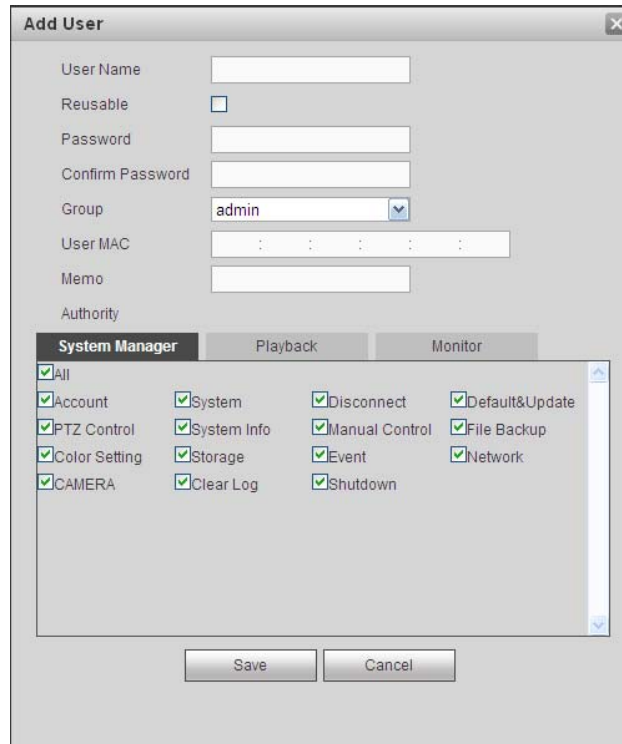 Add User
User Name
Reusable
Password
Confirm Password
Group admin
User MAC : : : : :
Memo
Authority
System Manager Playback Monitor
All
Account System Disconnect Default&Update
PTZ Control System Info Manual Control File Backup
Color Setting Storage Event Network
CAMERA Clear Log Shutdown
Save Cancel